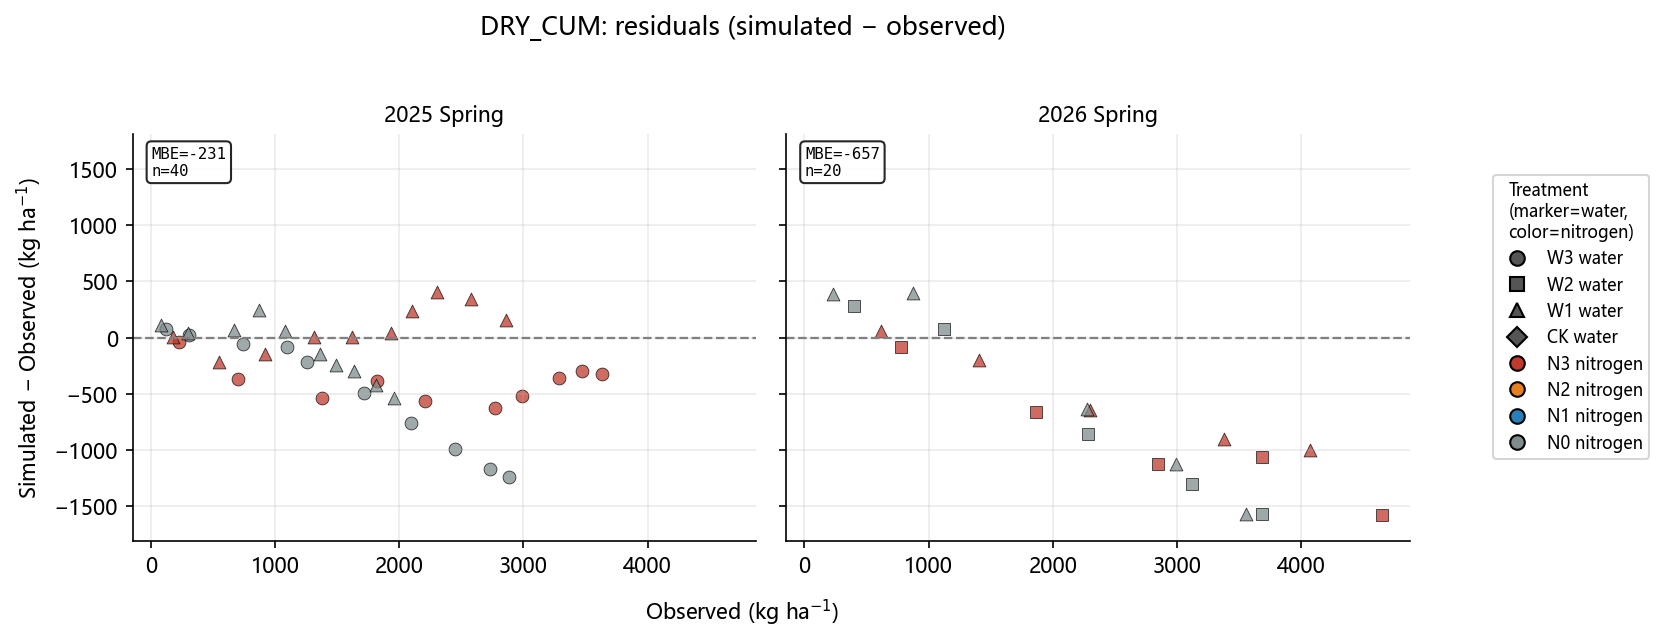 DRY_CUM: residuals (simulated − observed)
2025 Spring
2026 Spring
MBE=-231
n=40
MBE=-657
n=20
1500
1000
500
0
−500
−1000
−1500
Simulated − Observed (kg ha⁻¹)
0 1000 2000 3000 4000
0 1000 2000 3000 4000
Observed (kg ha⁻¹)
Treatment
(marker=water,
color=nitrogen)
W3 water
W2 water
W1 water
CK water
N3 nitrogen
N2 nitrogen
N1 nitrogen
N0 nitrogen